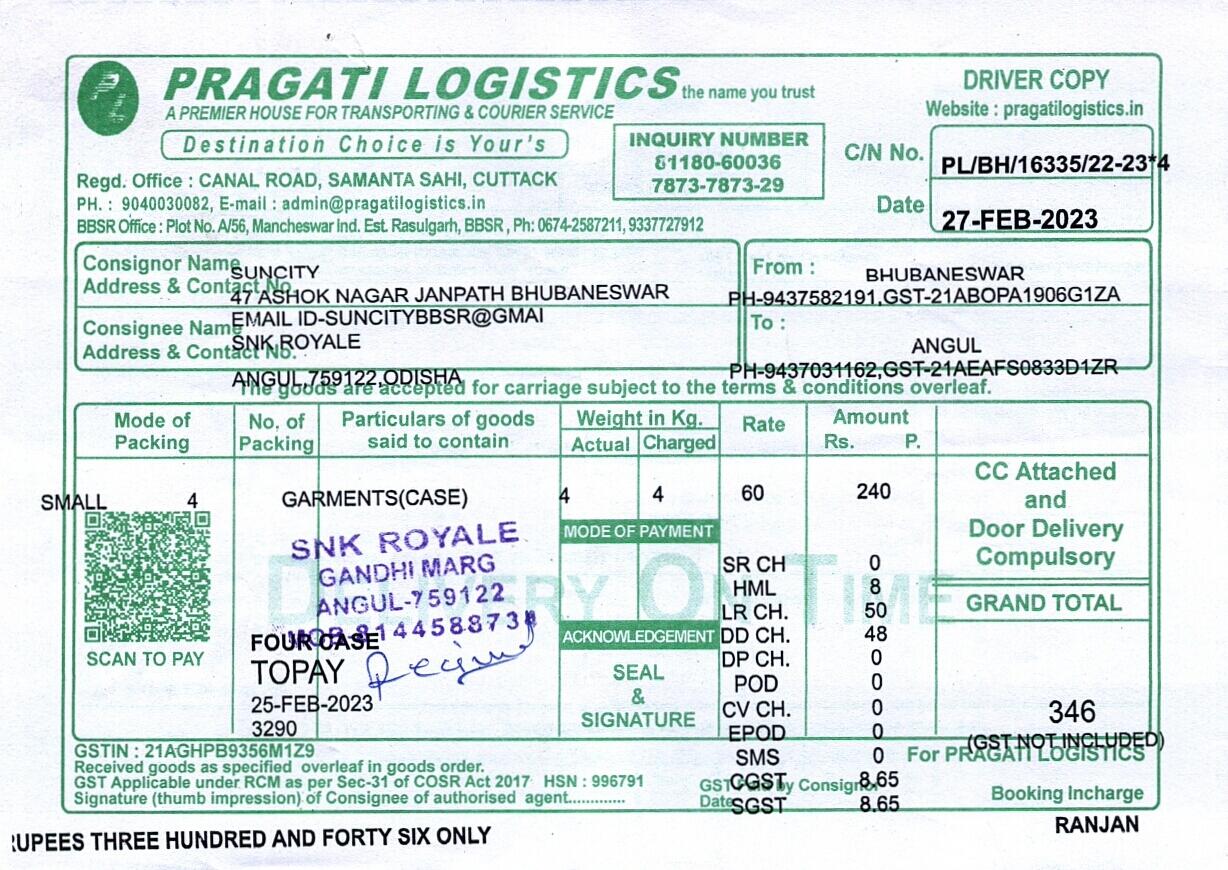 PRAGATI LOGISTICS the name you trust
A PREMIER HOUSE FOR TRANSPORTING & COURIER SERVICE
Destination Choice is Your's
Regd. Office : CANAL ROAD, SAMANTA SAHI, CUTTACK
PH. : 9040030082, E-mail : admin@pragatilogistics.in
BBSR Office : Plot No. A/56, Mancheswar Ind. Est. Rasulgarh, BBSR , Ph: 0674-2587211, 9337727912
INQUIRY NUMBER
81180-60036
7873-7873-29
DRIVER COPY
Website : pragatilogistics.in
C/N No. PL/BH/16335/22-23*4
Date 27-FEB-2023
Consignor Name SUNCITY
Address & Contact No.
47 ASHOK NAGAR JANPATH BHUBANESWAR
EMAIL ID-SUNCITYBBSR@GMAI
Consignee Name
SNK ROYALE
Address & Contact No.
ANGUL,759122,ODISHA
From : BHUBANESWAR
PH-9437582191,GST-21ABOPA1906G1ZA
To :
ANGUL
PH-9437031162,GST-21AEAFS0833D1ZR
The goods are accepted for carriage subject to the terms & conditions overleaf.
Mode of Packing No. of Packing Particulars of goods said to contain Weight in Kg. Actual Charged Rate Amount Rs. P.
SMALL 4 GARMENTS(CASE) 4 4 60 240
CC Attached
and
Door Delivery
Compulsory
GRAND TOTAL
346
(GST NOT INCLUDED)
DELIVERY ON TIME
SNK ROYALE
GANDHI MARG
ANGUL-759122
MOB-8144588738
SCAN TO PAY
FOUR CASE
TOPAY
25-FEB-2023
3290
MODE OF PAYMENT
ACKNOWLEDGEMENT
SEAL
&
SIGNATURE
SR CH 0
HML 8
LR CH. 50
DD CH. 48
DP CH. 0
POD 0
CV CH. 0
EPOD 0
SMS 0
CGST 8.65
SGST 8.65
GSTIN : 21AGHPB9356M1Z9
Received goods as specified overleaf in goods order.
GST Applicable under RCM as per Sec-31 of COSR Act 2017 HSN : 996791
Signature (thumb impression) of Consignee of authorised agent.............
GST Paid by Consignor
Date
For PRAGATI LOGISTICS
Booking Incharge
RANJAN
RUPEES THREE HUNDRED AND FORTY SIX ONLY